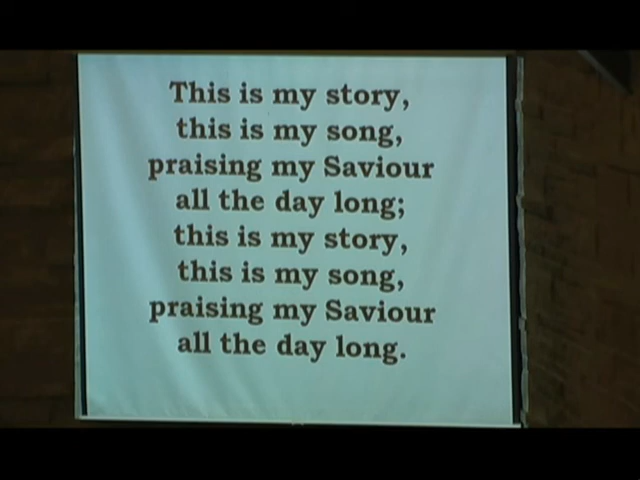 This is my story,
this is my song,
praising my Saviour
all the day long;
this is my story,
this is my song,
praising my Saviour
all the day long.